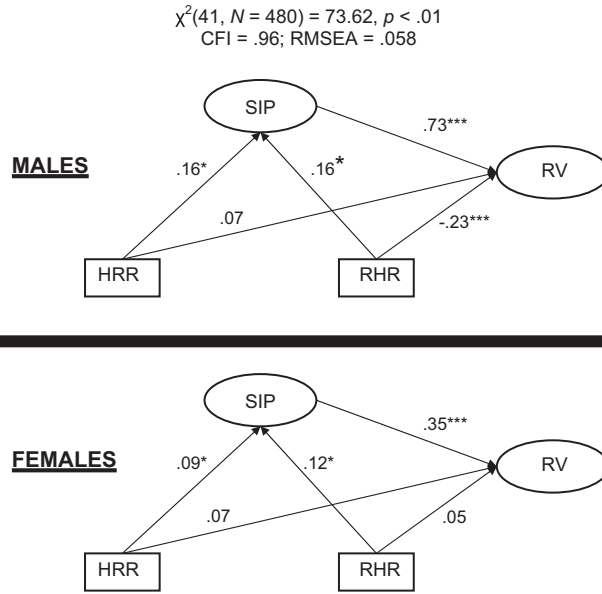 χ²(41, N = 480) = 73.62, p < .01
CFI = .96; RMSEA = .058
SIP
.73***
MALES
.16*
.16*
RV
.07
-.23***
HRR
RHR
SIP
.35***
FEMALES
.09*
.12*
RV
.07
.05
HRR
RHR